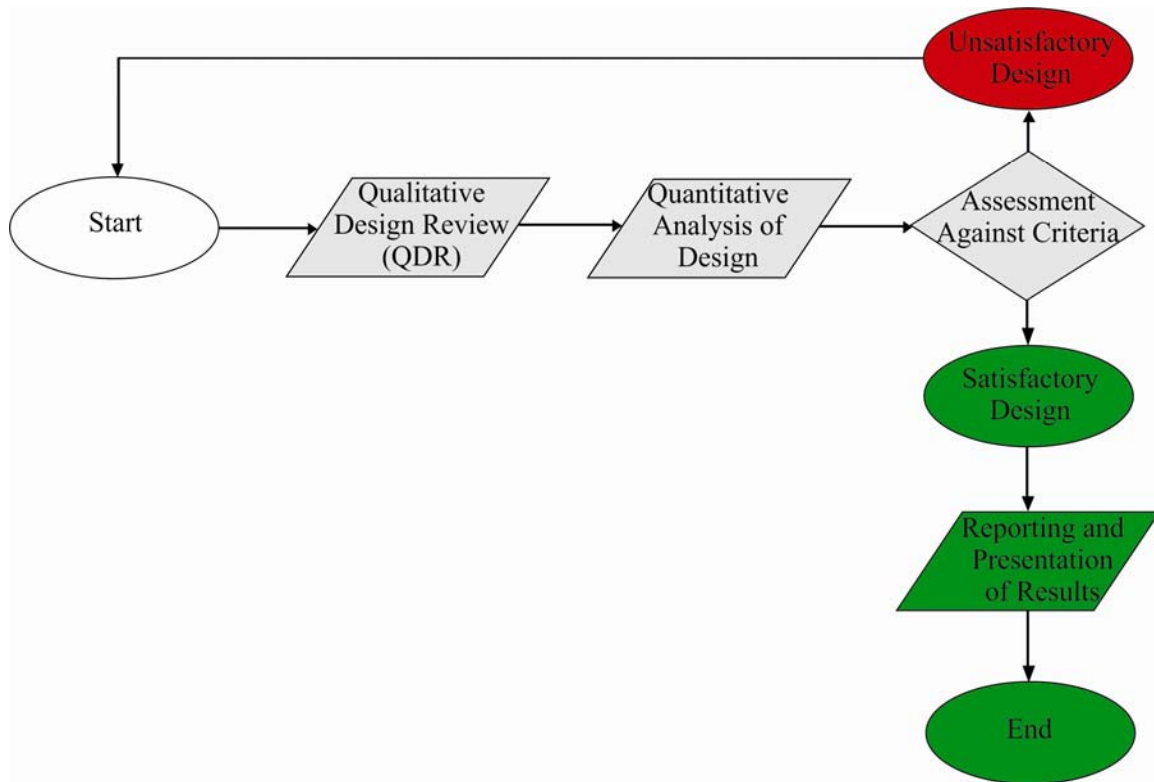 Unsatisfactory
Design
Start
Qualitative
Design Review
(QDR)
Quantitative
Analysis of
Design
Assessment
Against Criteria
Satisfactory
Design
Reporting and
Presentation
of Results
End